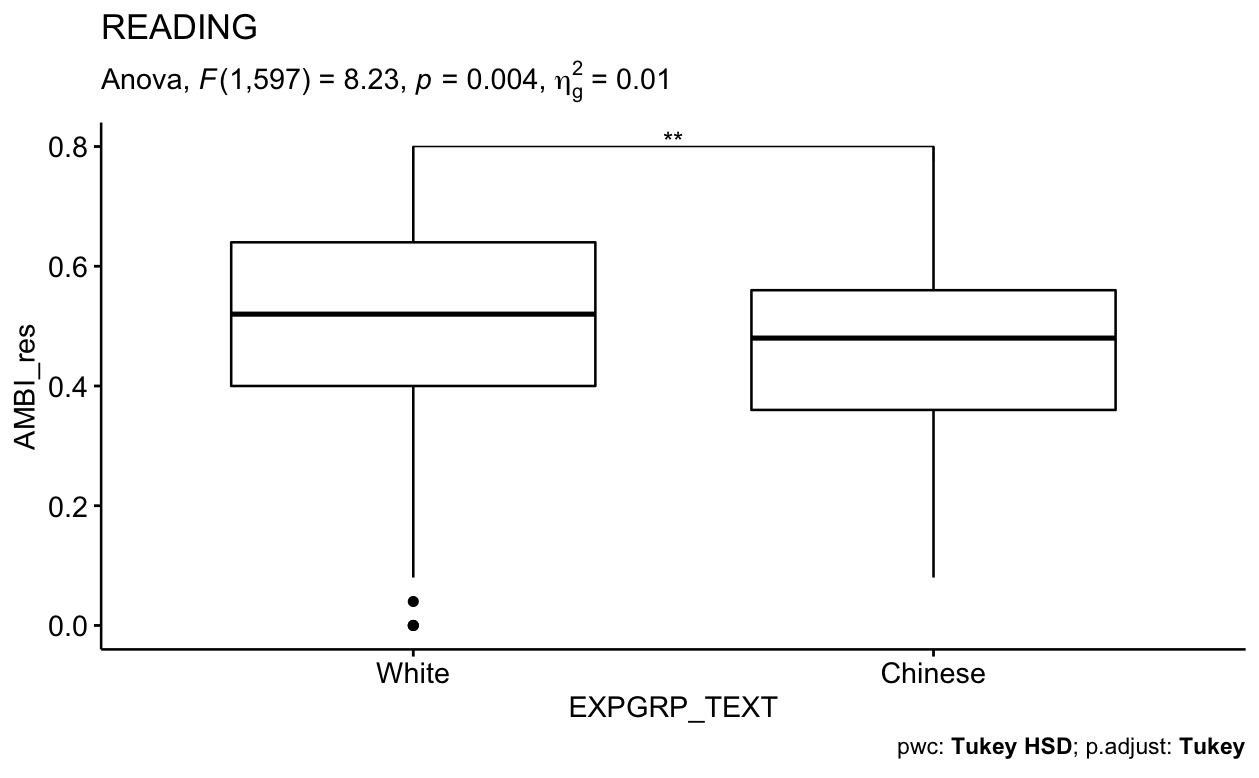 READING
Anova, F(1,597) = 8.23, p = 0.004, η²g = 0.01
**
0.8
0.6
0.4
0.2
0.0
AMBI_res
White Chinese
EXPGRP_TEXT
pwc: Tukey HSD; p.adjust: Tukey